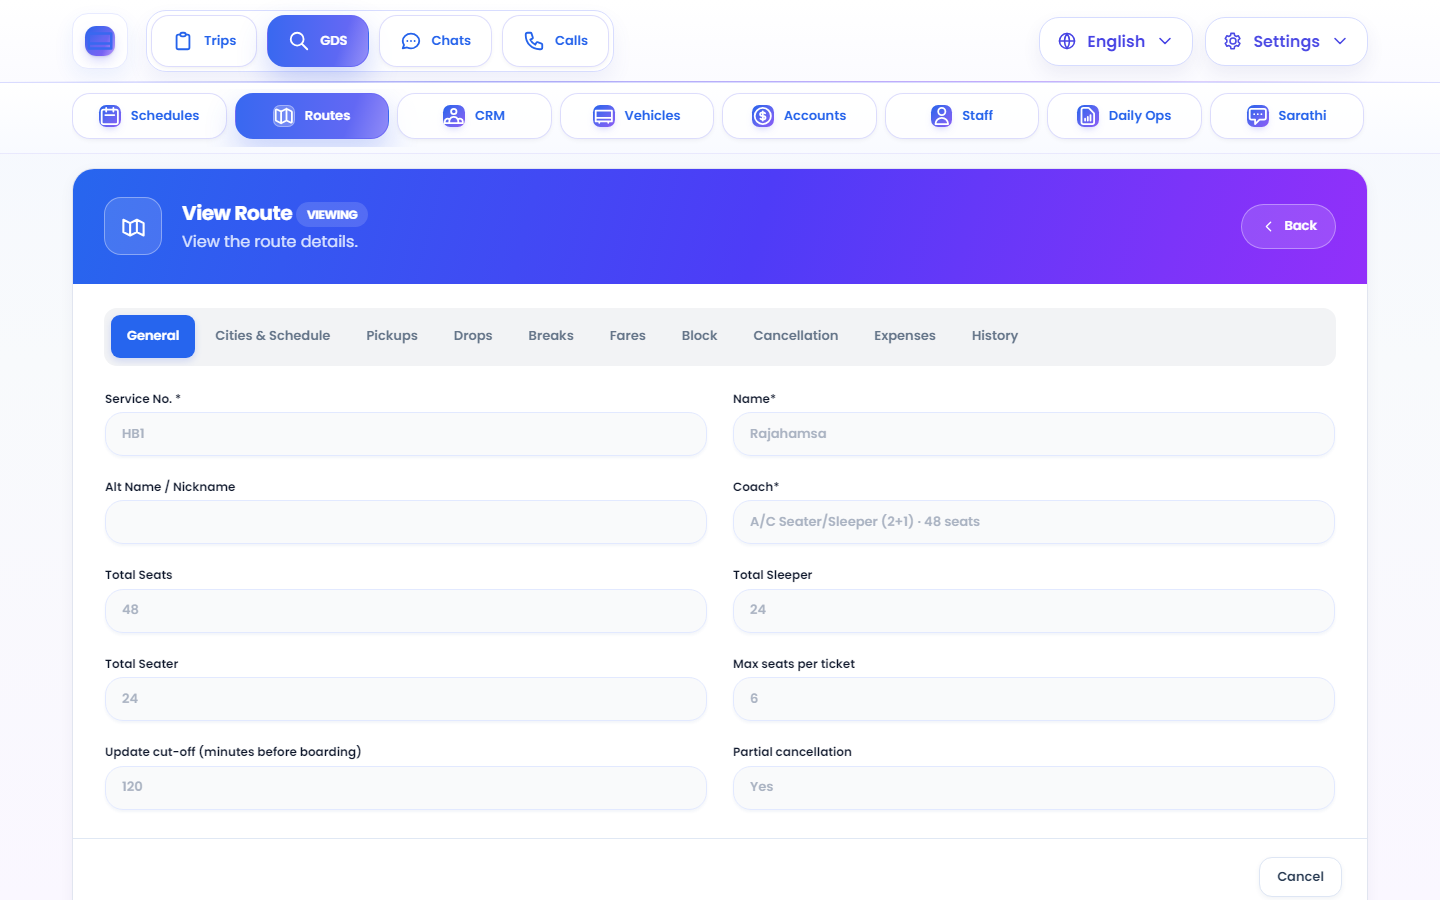 Trips
GDS
Chats
Calls
English
Settings
Schedules
Routes
CRM
Vehicles
Accounts
Staff
Daily Ops
Sarathi
View Route VIEWING
View the route details.
Back
General
Cities & Schedule
Pickups
Drops
Breaks
Fares
Block
Cancellation
Expenses
History
Service No. *
HB1
Name*
Rajahamsa
Alt Name / Nickname
Coach*
A/C Seater/Sleeper (2+1) · 48 seats
Total Seats
48
Total Sleeper
24
Total Seater
24
Max seats per ticket
6
Update cut-off (minutes before boarding)
120
Partial cancellation
Yes
Cancel